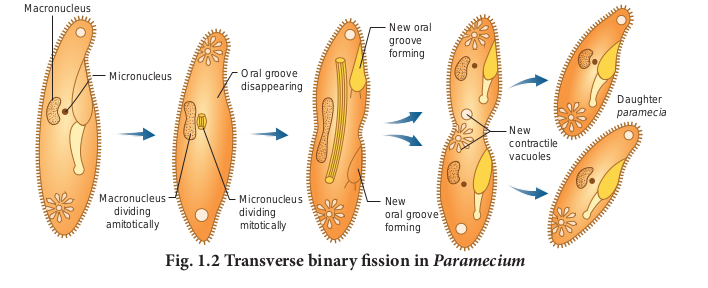 Macronucleus
Micronucleus
Macronucleus
dividing
amitotically
Oral groove
disappearing
Micronucleus
dividing
mitotically
New oral
groove
forming
New
oral groove
forming
New
contractile
vacuoles
Daughter
paramecia
Fig. 1.2 Transverse binary fission in Paramecium